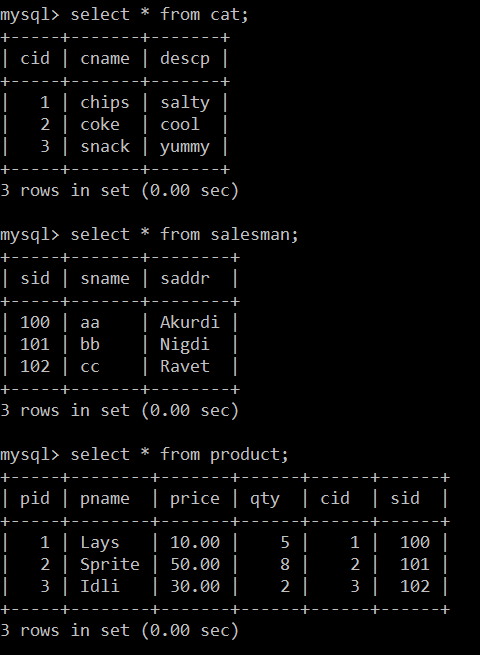 mysql> select * from cat;
+-----+-------+-------+
| cid | cname | descp |
+-----+-------+-------+
|   1 | chips | salty |
|   2 | coke  | cool  |
|   3 | snack | yummy |
+-----+-------+-------+
3 rows in set (0.00 sec)

mysql> select * from salesman;
+-----+-------+--------+
| sid | sname | saddr  |
+-----+-------+--------+
| 100 | aa    | Akurdi |
| 101 | bb    | Nigdi  |
| 102 | cc    | Ravet  |
+-----+-------+--------+
3 rows in set (0.00 sec)

mysql> select * from product;
+-----+--------+-------+------+------+------+
| pid | pname  | price | qty  | cid  | sid  |
+-----+--------+-------+------+------+------+
|   1 | Lays   | 10.00 |    5 |    1 |  100 |
|   2 | Sprite | 50.00 |    8 |    2 |  101 |
|   3 | Idli   | 30.00 |    2 |    3 |  102 |
+-----+--------+-------+------+------+------+
3 rows in set (0.00 sec)